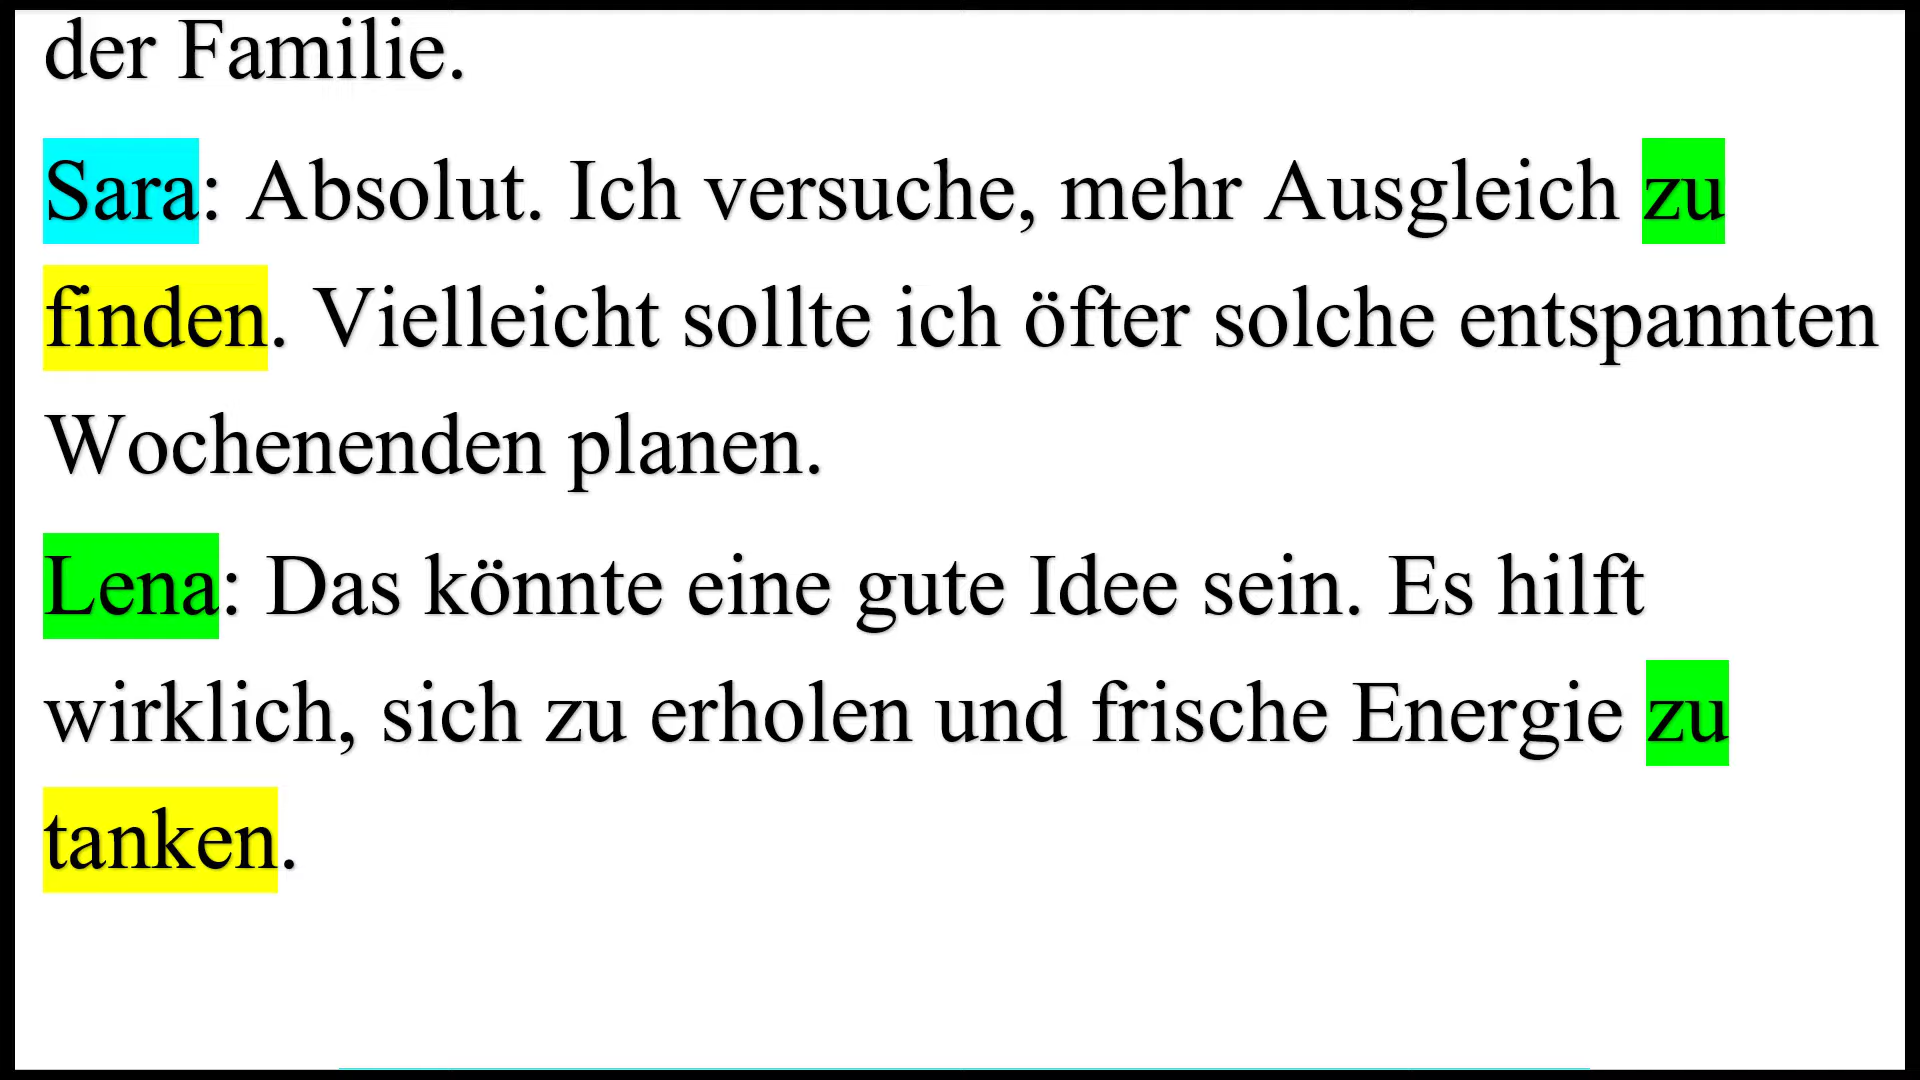 der Familie.
Sara: Absolut. Ich versuche, mehr Ausgleich zu
finden. Vielleicht sollte ich öfter solche entspannten
Wochenenden planen.
Lena: Das könnte eine gute Idee sein. Es hilft
wirklich, sich zu erholen und frische Energie zu
tanken.